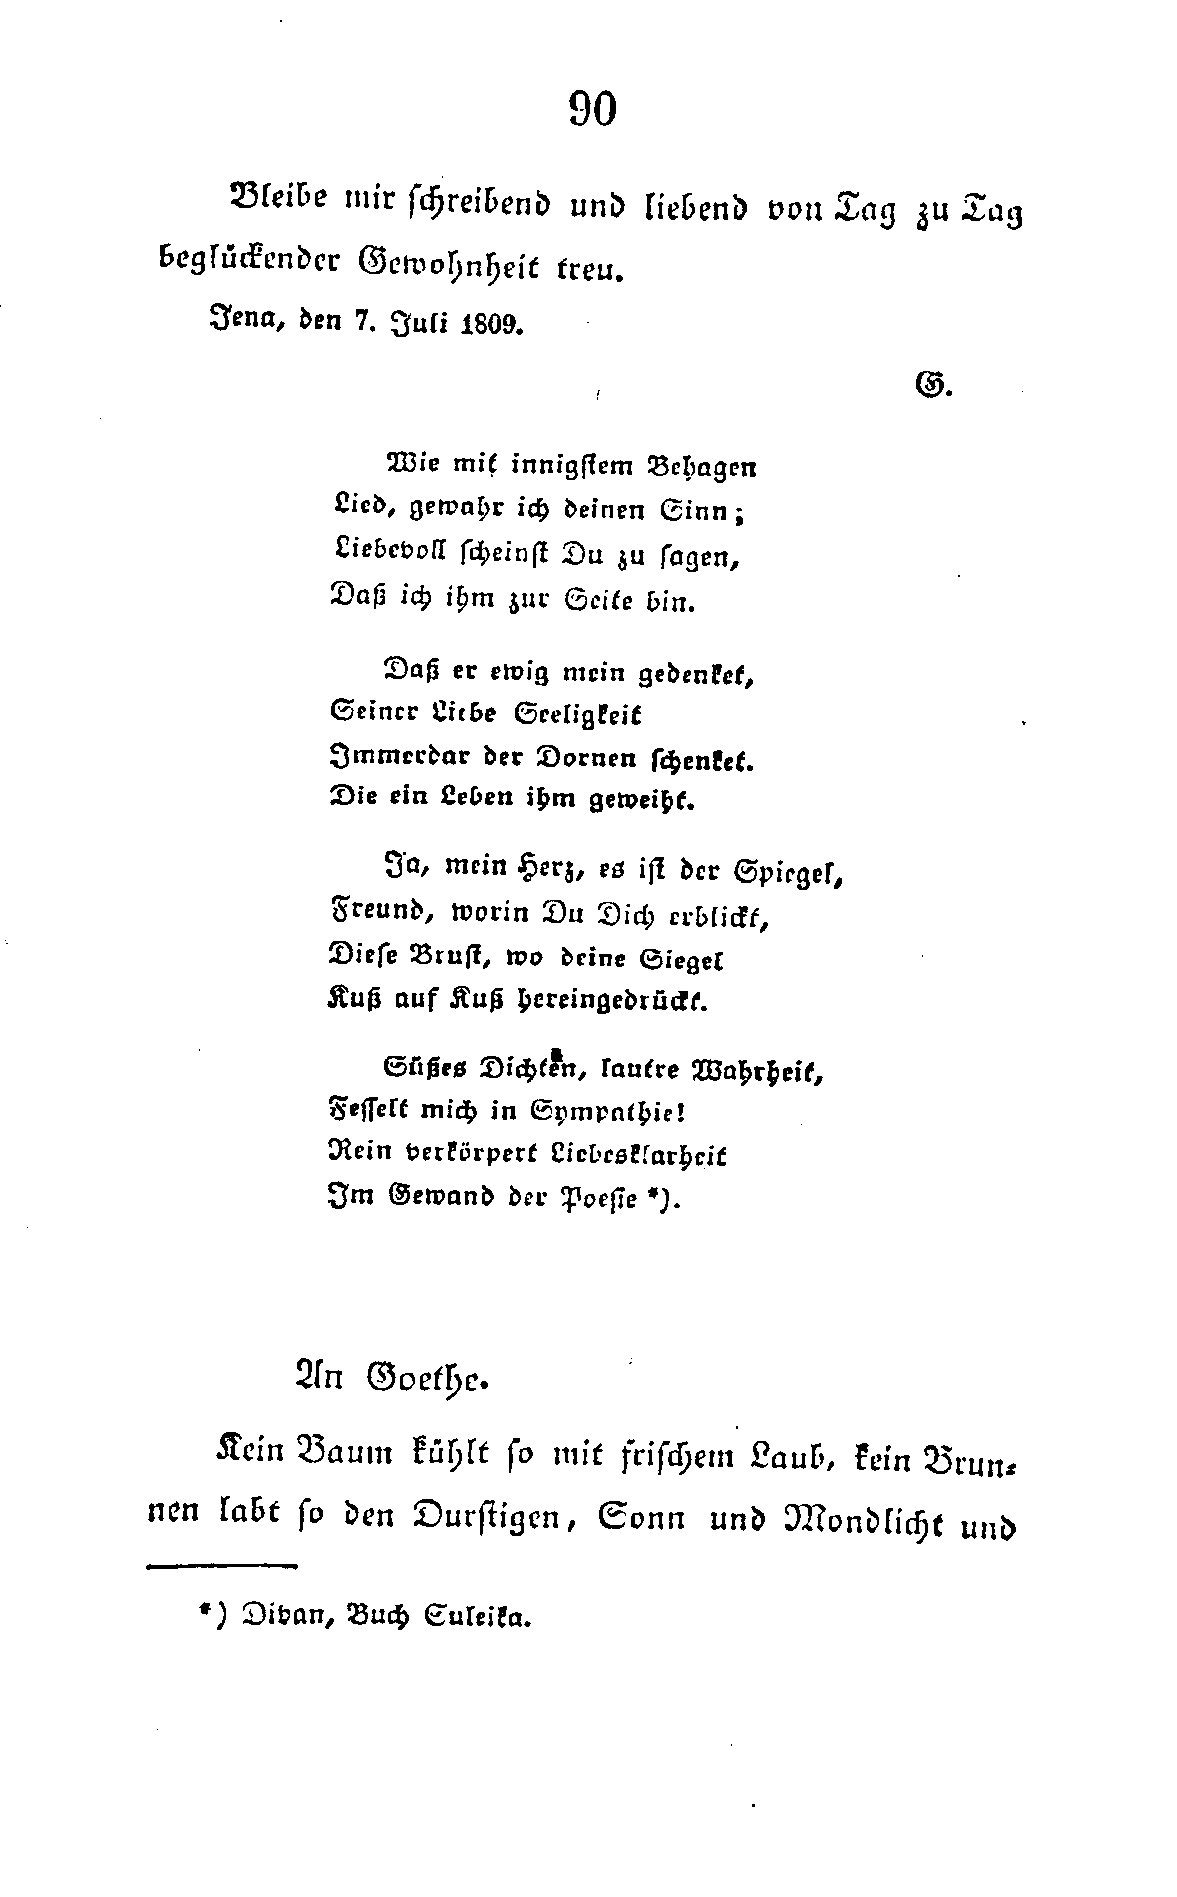 90
Bleibe mir schreibend und liebend von Tag zu Tag
beglückender Gewohnheit treu.
Jena, den 7. Juli 1809.
G.
Wie mit innigstem Behagen
Lied, gewahr ich deinen Sinn;
Liebevoll scheinst Du zu sagen,
Daß ich ihm zur Seite bin.
Daß er ewig mein gedenket,
Seiner Liebe Seeligkeit
Immerdar der Dornen schenket.
Die ein Leben ihm geweiht.
Ja, mein Herz, es ist der Spiegel,
Freund, worin Du Dich erblickt,
Diese Brust, wo deine Siegel
Kuß auf Kuß hereingedrückt.
Süßes Dichten, lautre Wahrheit,
Fesselt mich in Sympathie!
Rein verkörpert Liebesklarheit
Im Gewand der Poesie *).
An Goethe.
Kein Baum kühlt so mit frischem Laub, kein Brun-
nen labt so den Durstigen, Sonn und Mondlicht und
*) Divan, Buch Suleika.